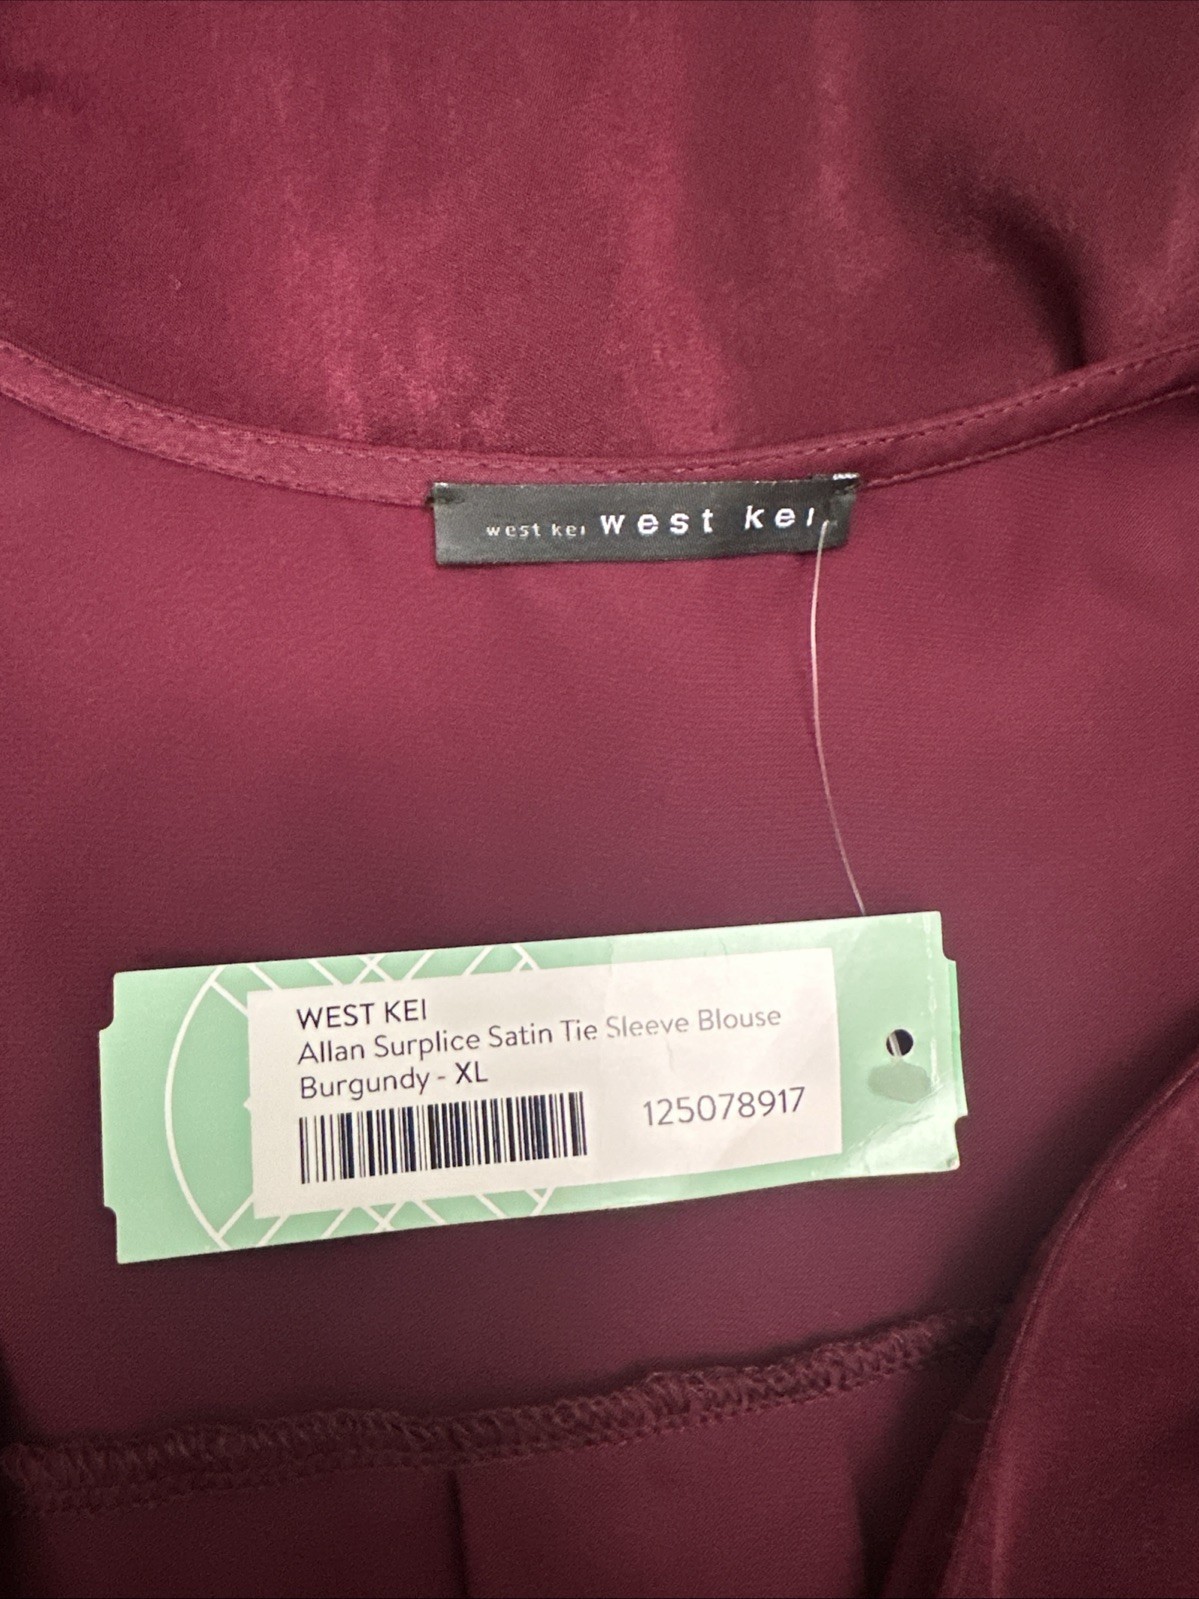 west kei west kei
WEST KEI
Allan Surplice Satin Tie Sleeve Blouse
Burgundy - XL
125078917